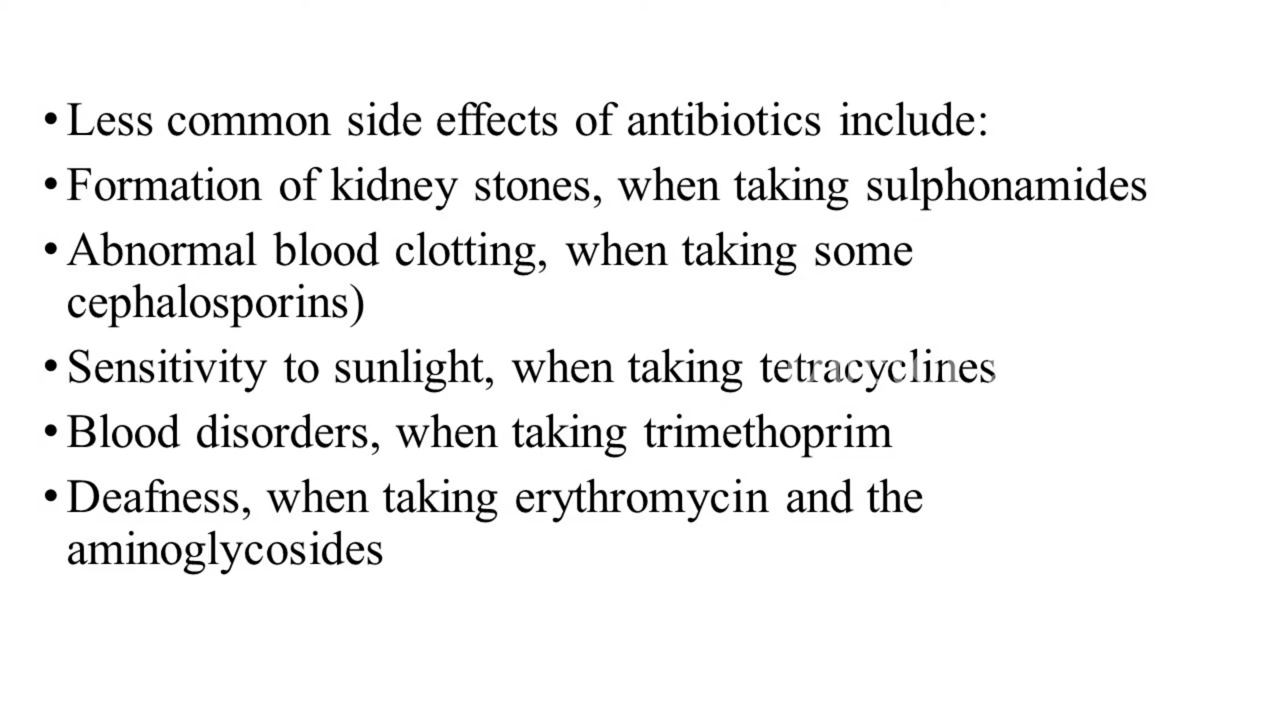 • Less common side effects of antibiotics include:
• Formation of kidney stones, when taking sulphonamides
• Abnormal blood clotting, when taking some
cephalosporins)
• Sensitivity to sunlight, when taking tetracyclines
• Blood disorders, when taking trimethoprim
• Deafness, when taking erythromycin and the
aminoglycosides